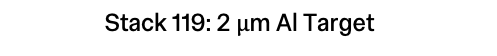 Stack 119: 2 μm Al Target